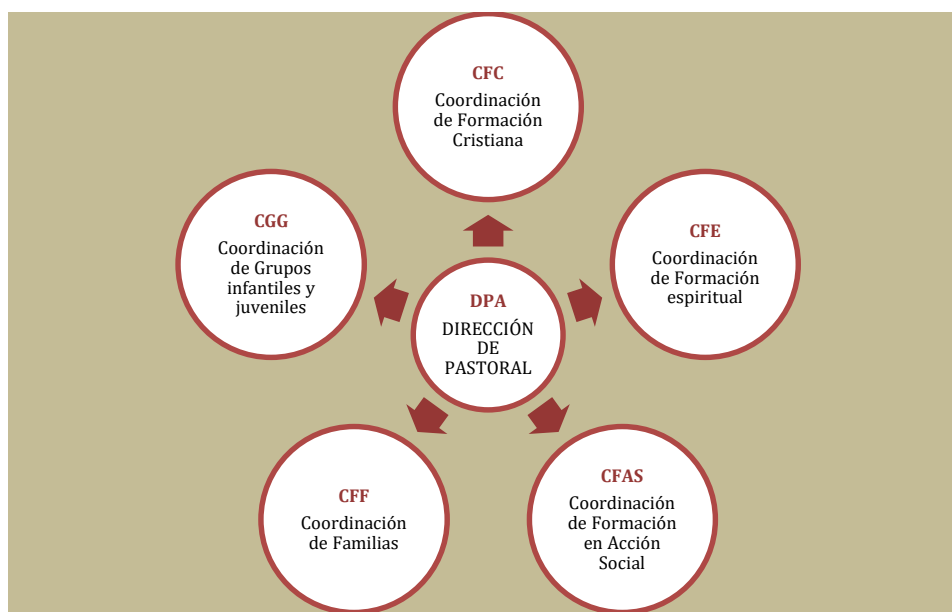 CFC
Coordinación
de Formación
Cristiana
CGG
Coordinación
de Grupos
infantiles y
juveniles
CFE
Coordinación
de Formación
espiritual
DPA
DIRECCIÓN
DE
PASTORAL
CFF
Coordinación
de Familias
CFAS
Coordinación
de Formación
en Acción
Social